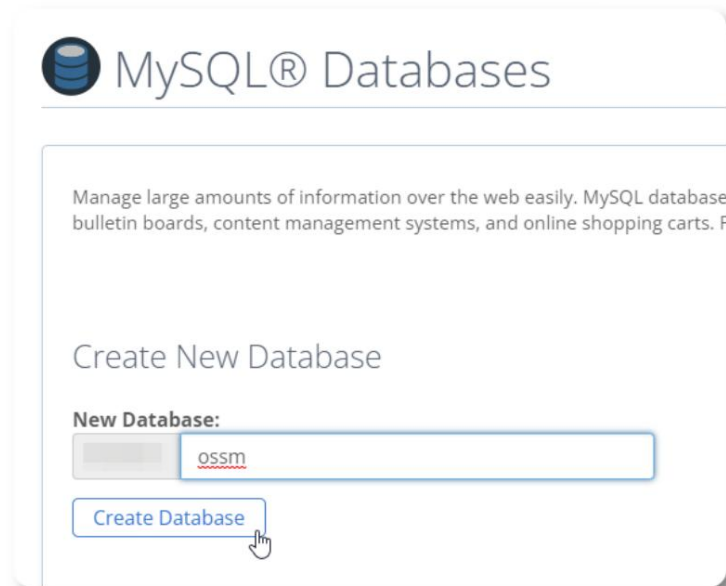 MySQL® Databases
Manage large amounts of information over the web easily. MySQL database
bulletin boards, content management systems, and online shopping carts.
Create New Database
New Database:
ossm
Create Database